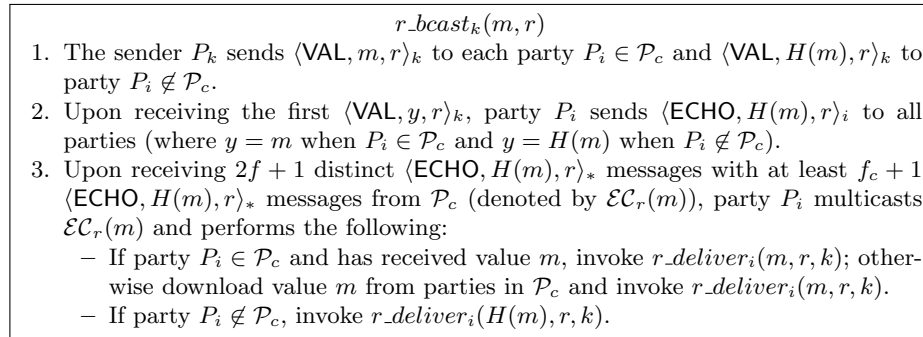 r_bcast_k(m, r)
1. The sender P_k sends ⟨VAL, m, r⟩_k to each party P_i ∈ 𝒫_c and ⟨VAL, H(m), r⟩_k to
party P_i ∉ 𝒫_c.
2. Upon receiving the first ⟨VAL, y, r⟩_k, party P_i sends ⟨ECHO, H(m), r⟩_i to all
parties (where y = m when P_i ∈ 𝒫_c and y = H(m) when P_i ∉ 𝒫_c).
3. Upon receiving 2f + 1 distinct ⟨ECHO, H(m), r⟩_* messages with at least f_c + 1
⟨ECHO, H(m), r⟩_* messages from 𝒫_c (denoted by ℰ𝒞_r(m)), party P_i multicasts
ℰ𝒞_r(m) and performs the following:
– If party P_i ∈ 𝒫_c and has received value m, invoke r_deliver_i(m, r, k); other-
wise download value m from parties in 𝒫_c and invoke r_deliver_i(m, r, k).
– If party P_i ∉ 𝒫_c, invoke r_deliver_i(H(m), r, k).